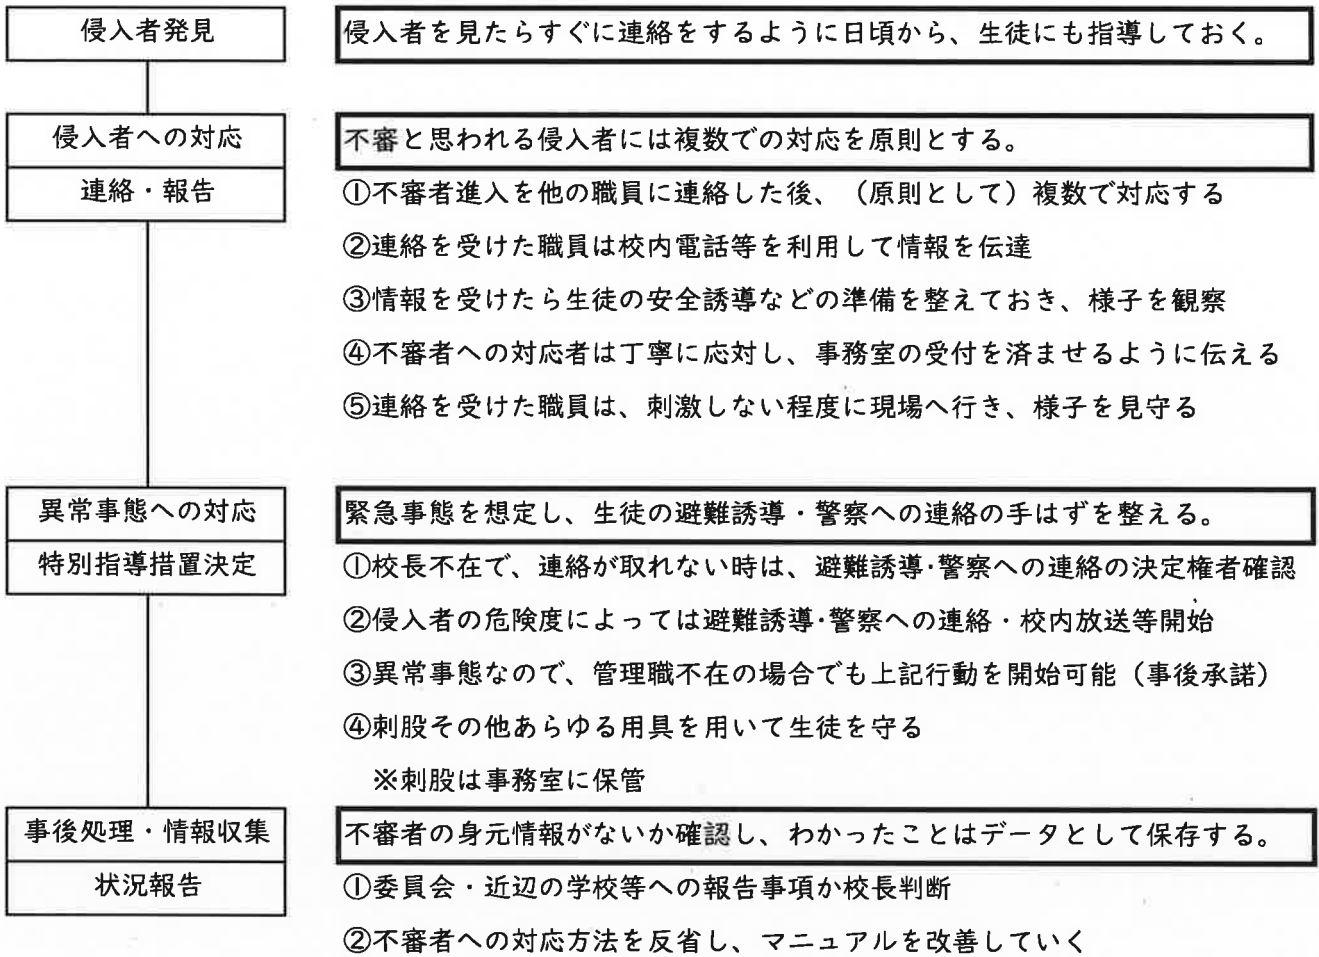 侵入者発見
侵入者を見たらすぐに連絡をするように日頃から、生徒にも指導しておく。
侵入者への対応
連絡・報告
不審と思われる侵入者には複数での対応を原則とする。
①不審者進入を他の職員に連絡した後、（原則として）複数で対応する
②連絡を受けた職員は校内電話等を利用して情報を伝達
③情報を受けたら生徒の安全誘導などの準備を整えておき、様子を観察
④不審者への対応者は丁寧に応対し、事務室の受付を済ませるように伝える
⑤連絡を受けた職員は、刺激しない程度に現場へ行き、様子を見守る
異常事態への対応
特別指導措置決定
緊急事態を想定し、生徒の避難誘導・警察への連絡の手はずを整える。
①校長不在で、連絡が取れない時は、避難誘導・警察への連絡の決定権者確認
②侵入者の危険度によっては避難誘導・警察への連絡・校内放送等開始
③異常事態なので、管理職不在の場合でも上記行動を開始可能（事後承諾）
④刺股その他あらゆる用具を用いて生徒を守る
※刺股は事務室に保管
事後処理・情報収集
状況報告
不審者の身元情報がないか確認し、わかったことはデータとして保存する。
①委員会・近辺の学校等への報告事項か校長判断
②不審者への対応方法を反省し、マニュアルを改善していく